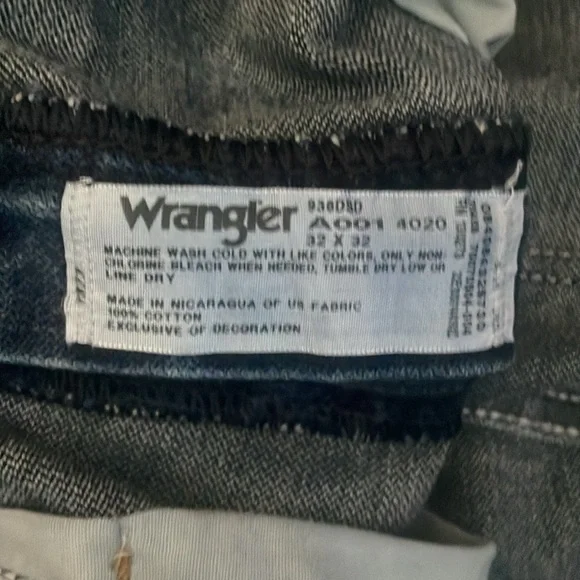 Wrangler 936DSD
A001 4020
32 X 32
MACHINE WASH COLD WITH LIKE COLORS, ONLY NON-
CHLORINE BLEACH WHEN NEEDED, TUMBLE DRY LOW OR
LINE DRY
MADE IN NICARAGUA OF US FABRIC
100% COTTON
EXCLUSIVE OF DECORATION